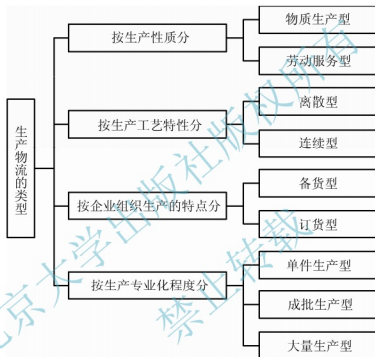 生产物流的类型
按生产性质分
物质生产型
劳动服务型
按生产工艺特性分
离散型
连续型
按企业组织生产的特点分
备货型
订货型
按生产专业化程度分
单件生产型
成批生产型
大量生产型
北京大学出版社版权所有
禁止转载